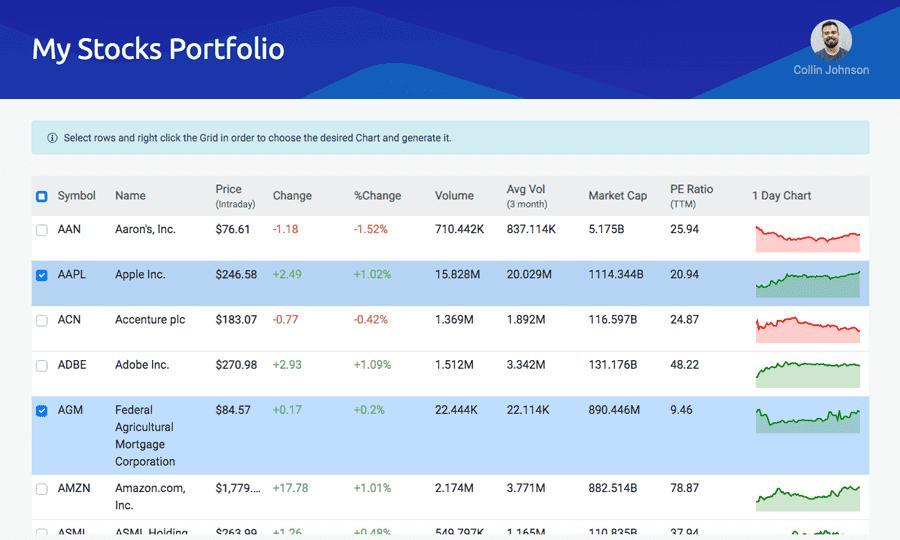 My Stocks Portfolio
Collin Johnson
Select rows and right click the Grid in order to choose the desired Chart and generate it.
Symbol Name Price (Intraday) Change %Change Volume Avg Vol (3 month) Market Cap PE Ratio (TTM) 1 Day Chart
AAN Aaron's, Inc. $76.61 -1.18 -1.52% 710.442K 837.114K 5.175B 25.94
AAPL Apple Inc. $246.58 +2.49 +1.02% 15.828M 20.029M 1114.344B 20.94
ACN Accenture plc $183.07 -0.77 -0.42% 1.369M 1.892M 116.597B 24.87
ADBE Adobe Inc. $270.98 +2.93 +1.09% 1.512M 3.342M 131.176B 48.22
AGM Federal $84.57 +0.17 +0.2% 22.444K 22.114K 890.446M 9.46
Agricultural
Mortgage
Corporation
AMZN Amazon.com, $1,779.... +17.78 +1.01% 2.174M 3.771M 882.514B 78.87
Inc.
ASML ASML Holding $263.99 +1.26 +0.48% 549.797K 1.165M 110.835B 37.94